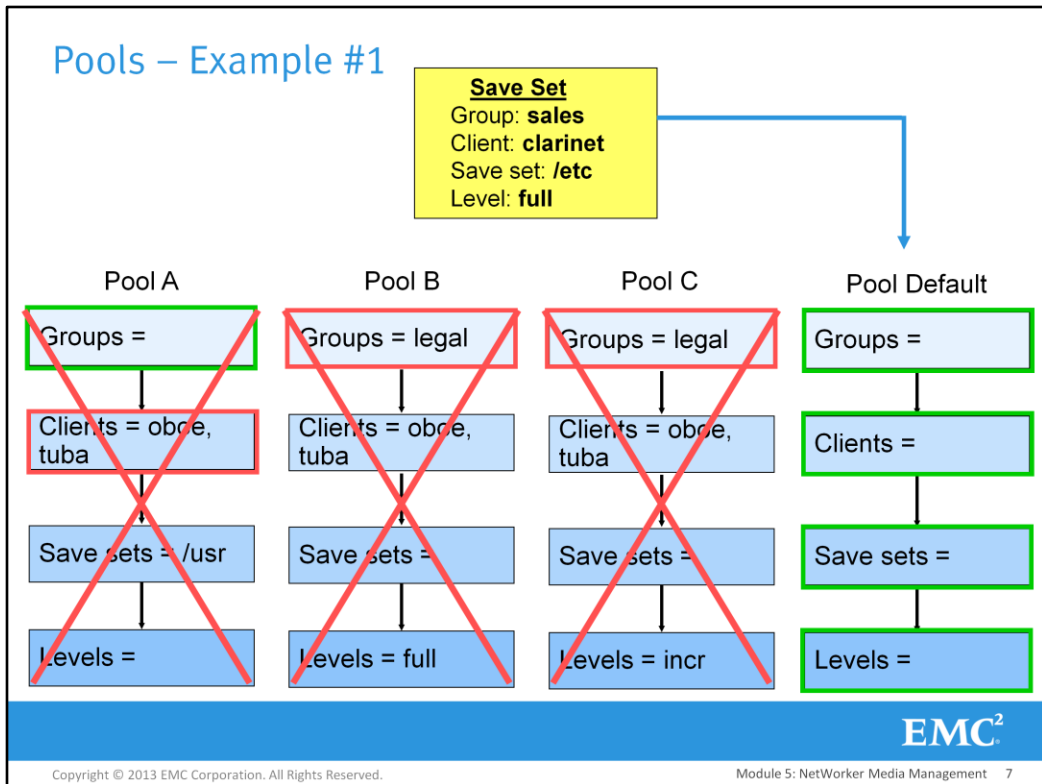 Pools – Example #1
Save Set
Group: sales
Client: clarinet
Save set: /etc
Level: full
Pool A
Groups =
Clients = oboe,
tuba
Save sets = /usr
Levels =
Pool B
Groups = legal
Clients = oboe,
tuba
Save sets =
Levels = full
Pool C
Groups = legal
Clients = oboe,
tuba
Save sets =
Levels = incr
Pool Default
Groups =
Clients =
Save sets =
Levels =
EMC²
Copyright © 2013 EMC Corporation. All Rights Reserved.
Module 5: NetWorker Media Management 7